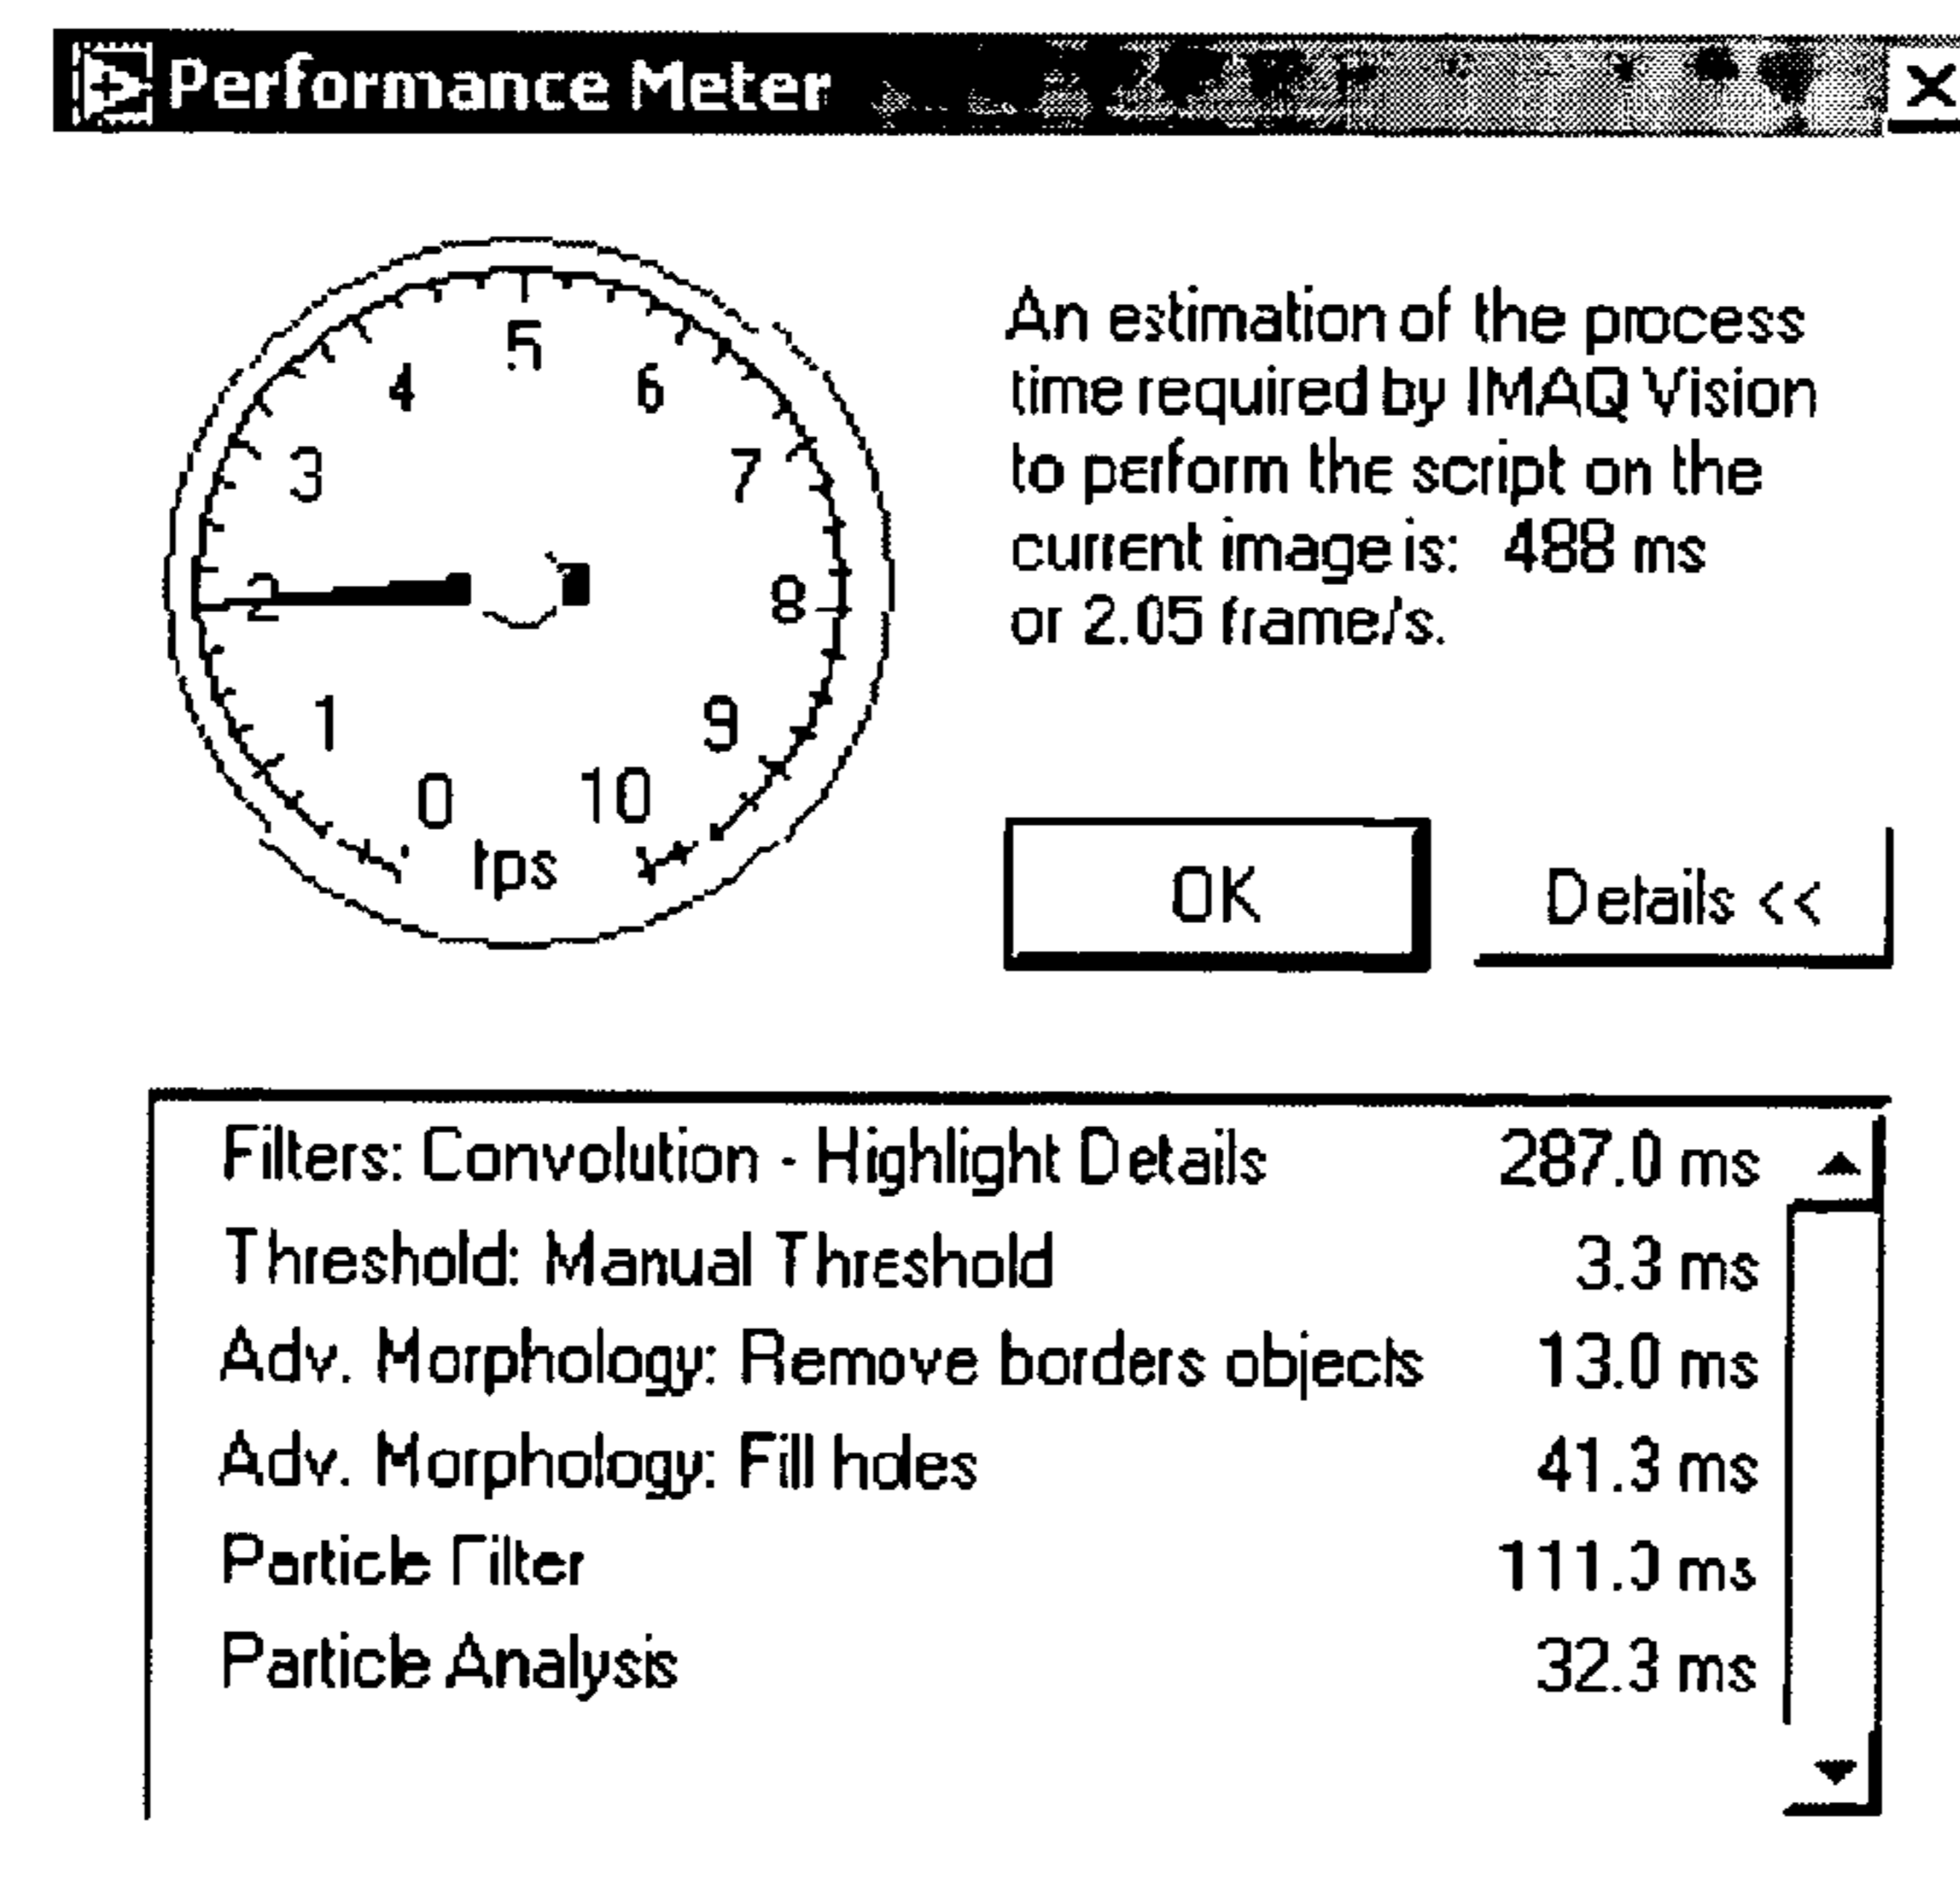 Performance Meter
5
4 6
3 7
2 8
1 9
0 10
fps
An estimation of the process
time required by IMAQ Vision
to perform the script on the
current image is: 488 ms
or 2.05 frame/s.
OK Details <<
Filters: Convolution - Highlight Details 287.0 ms
Threshold: Manual Threshold 3.3 ms
Adv. Morphology: Remove borders objects 13.0 ms
Adv. Morphology: Fill holes 41.3 ms
Particle Filter 111.0 ms
Particle Analysis 32.3 ms